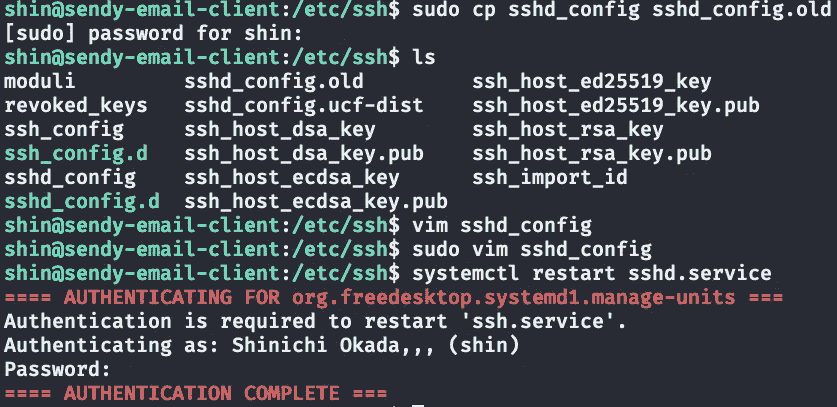 shin@sendy-email-client:/etc/ssh$ sudo cp sshd_config sshd_config.old
[sudo] password for shin:
shin@sendy-email-client:/etc/ssh$ ls
moduli sshd_config.old ssh_host_ed25519_key
revoked_keys sshd_config.ucf-dist ssh_host_ed25519_key.pub
ssh_config ssh_host_dsa_key ssh_host_rsa_key
ssh_config.d ssh_host_dsa_key.pub ssh_host_rsa_key.pub
sshd_config ssh_host_ecdsa_key ssh_import_id
sshd_config.d ssh_host_ecdsa_key.pub
shin@sendy-email-client:/etc/ssh$ vim sshd_config
shin@sendy-email-client:/etc/ssh$ sudo vim sshd_config
shin@sendy-email-client:/etc/ssh$ systemctl restart sshd.service
==== AUTHENTICATING FOR org.freedesktop.systemd1.manage-units ===
Authentication is required to restart 'ssh.service'.
Authenticating as: Shinichi Okada,,, (shin)
Password:
==== AUTHENTICATION COMPLETE ===